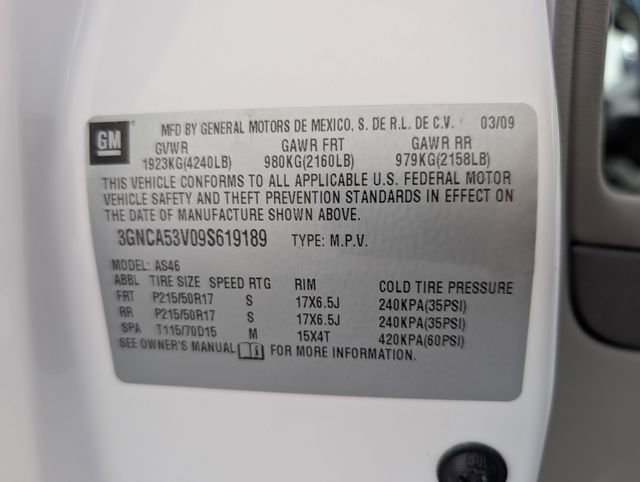 GM
MFD BY GENERAL MOTORS DE MEXICO, S. DE R.L. DE C.V. 03/09
GVWR GAWR FRT GAWR RR
1923KG(4240LB) 980KG(2160LB) 979KG(2158LB)
THIS VEHICLE CONFORMS TO ALL APPLICABLE U.S. FEDERAL MOTOR
VEHICLE SAFETY AND THEFT PREVENTION STANDARDS IN EFFECT ON
THE DATE OF MANUFACTURE SHOWN ABOVE.
3GNCA53V09S619189 TYPE: M.P.V.
MODEL: AS46
ABBL TIRE SIZE SPEED RTG RIM COLD TIRE PRESSURE
FRT P215/50R17 S 17X6.5J 240KPA(35PSI)
RR P215/50R17 S 17X6.5J 240KPA(35PSI)
SPA T115/70D15 M 15X4T 420KPA(60PSI)
SEE OWNER'S MANUAL i FOR MORE INFORMATION.